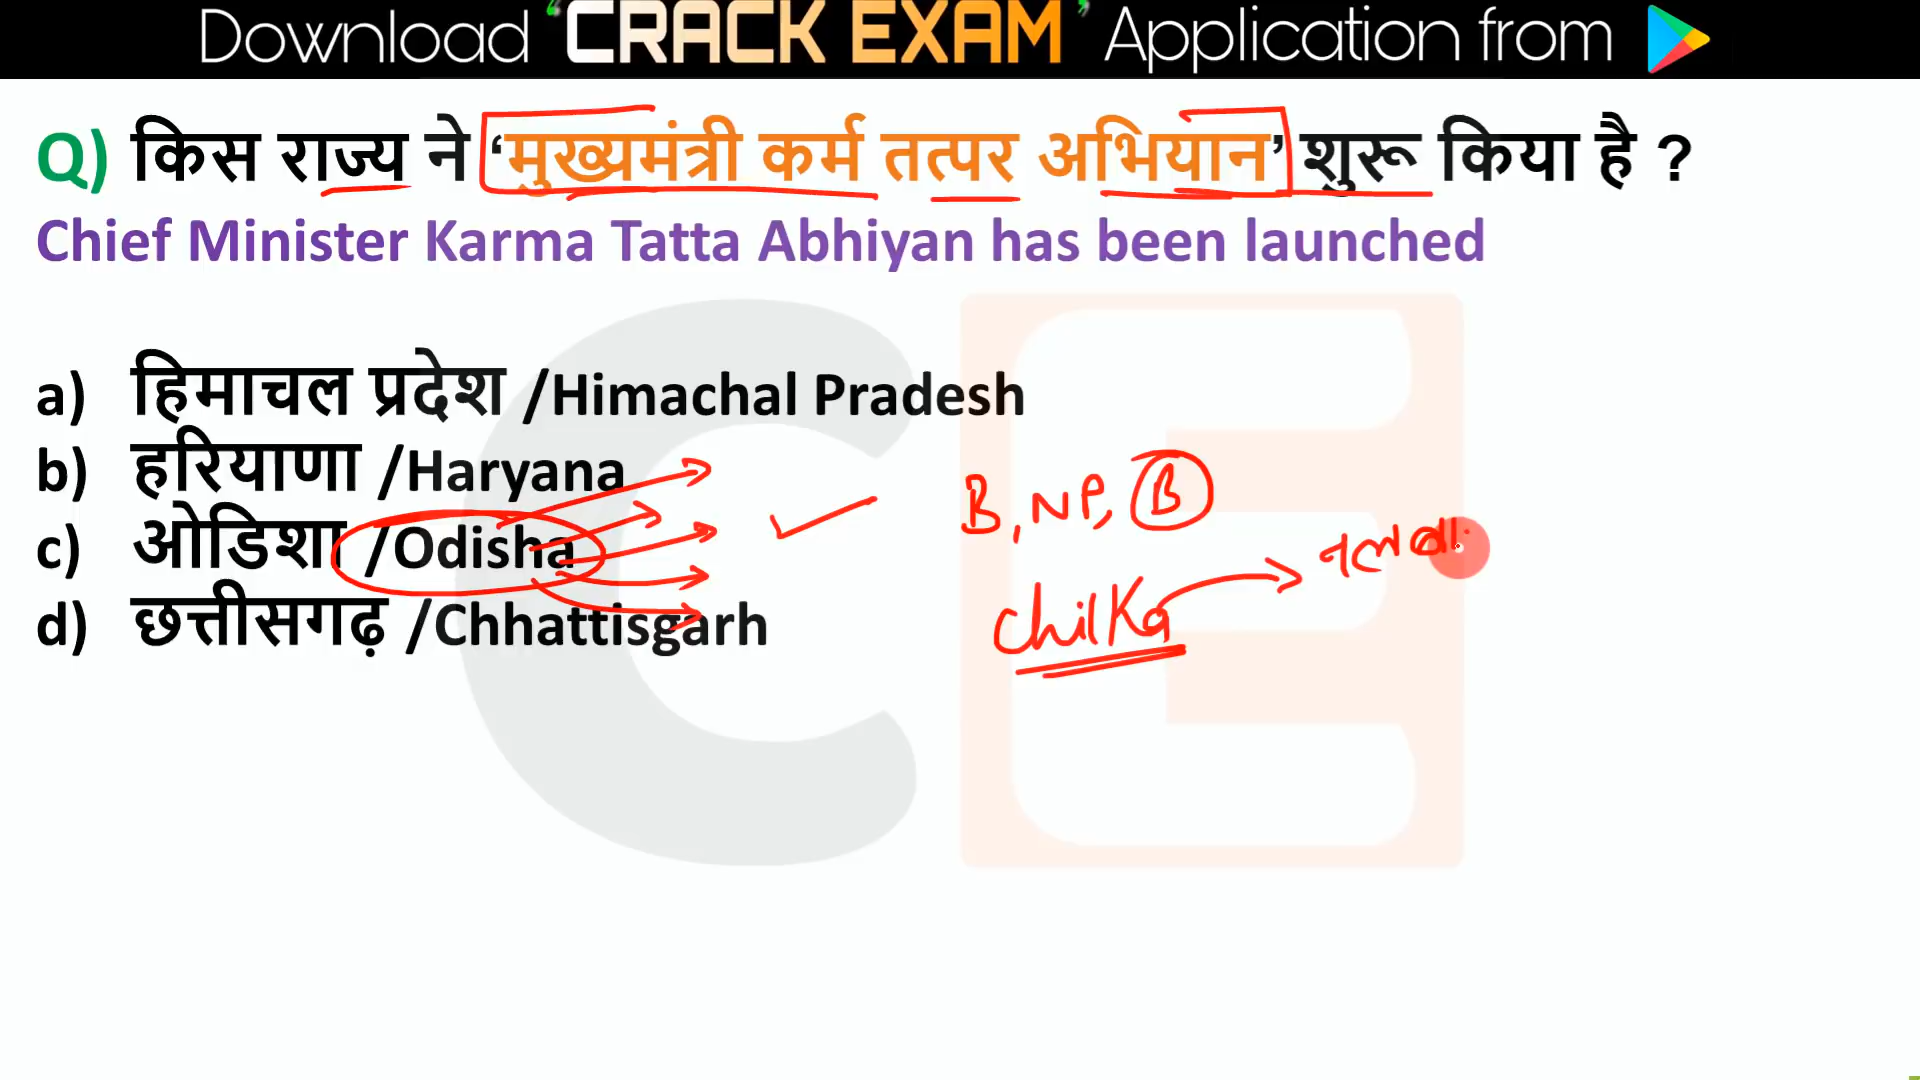 Download 'CRACK EXAM' Application from
Q) किस राज्य ने ‘मुख्यमंत्री कर्म तत्पर अभियान’ शुरू किया है ?
Chief Minister Karma Tatta Abhiyan has been launched
a) हिमाचल प्रदेश /Himachal Pradesh
b) हरियाणा /Haryana
c) ओडिशा /Odisha
d) छत्तीसगढ़ /Chhattisgarh
B, NP, B
Chilka
CE